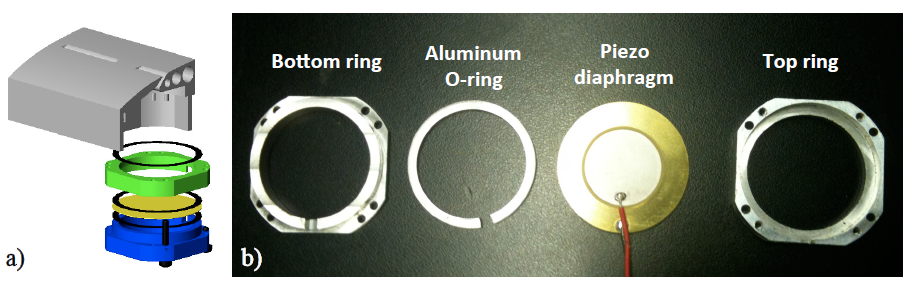 Bottom ring
Aluminum
O-ring
Piezo
diaphragm
Top ring
a)
b)